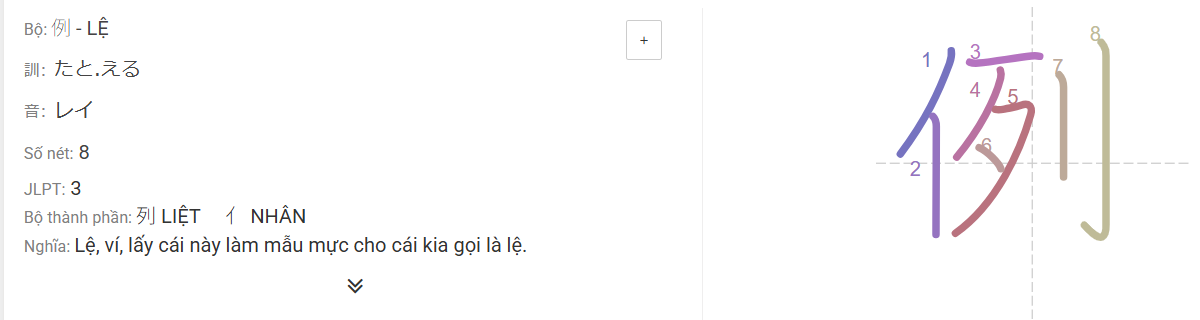 Bộ: 例 - LỆ
+
訓: たと.える
音: レイ
Số nét: 8
JLPT: 3
Bộ thành phần: 列 LIỆT 亻 NHÂN
Nghĩa: Lệ, ví, lấy cái này làm mẫu mực cho cái kia gọi là lệ.
例
1
2
3
4
5
6
7
8